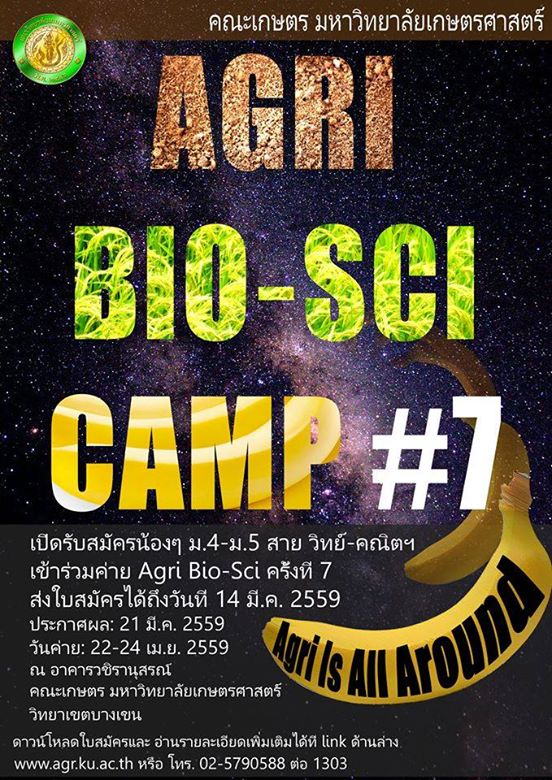 คณะเกษตร มหาวิทยาลัยเกษตรศาสตร์
AGRI
BIO-SCI
CAMP #7
เปิดรับสมัครน้องๆ ม.4-ม.5 สาย วิทย์-คณิตฯ
เข้าร่วมค่าย Agri Bio-Sci ครั้งที่ 7
ส่งใบสมัครได้ถึงวันที่ 14 มี.ค. 2559
ประกาศผล: 21 มี.ค. 2559
วันค่าย: 22-24 เม.ย. 2559
ณ อาคารวชิรานุสรณ์
คณะเกษตร มหาวิทยาลัยเกษตรศาสตร์
วิทยาเขตบางเขน
Agri Is All Around
ดาวน์โหลดใบสมัครและ อ่านรายละเอียดเพิ่มเติมได้ที่ link ด้านล่าง
www.agr.ku.ac.th หรือ โทร. 02-5790588 ต่อ 1303